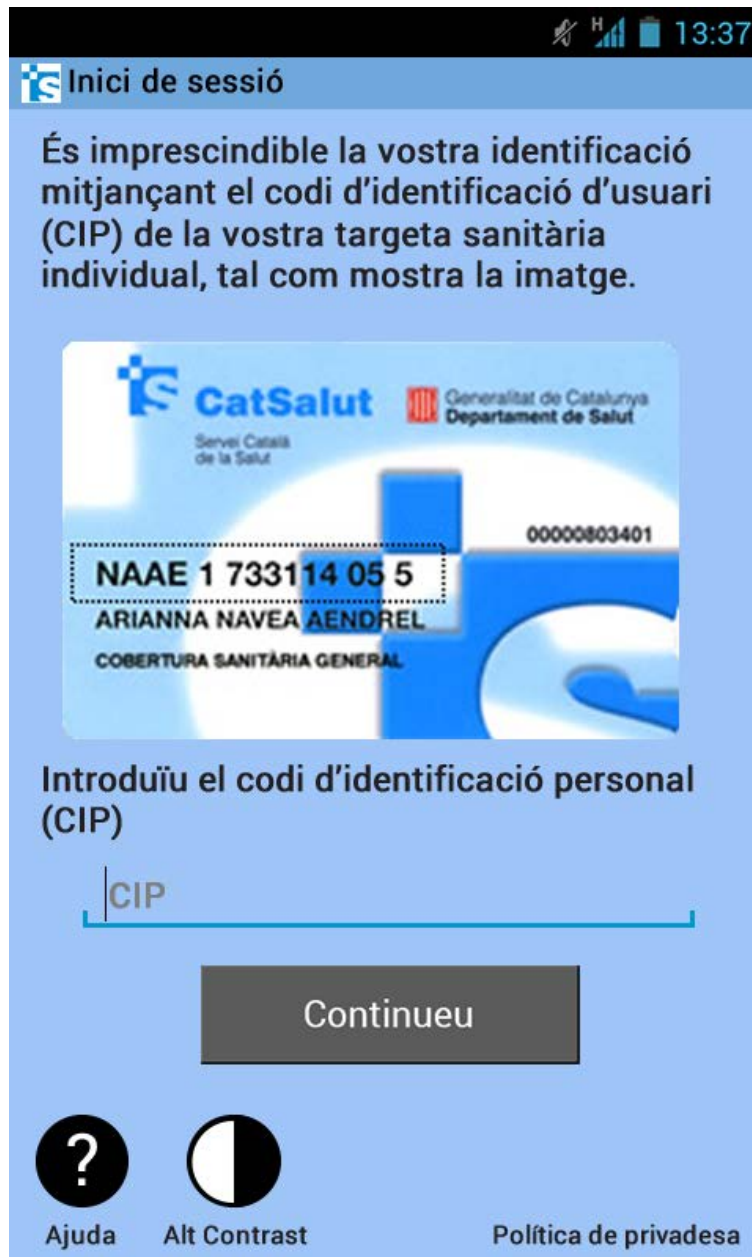 H 13:37
Inici de sessió
És imprescindible la vostra identificació
mitjançant el codi d'identificació d'usuari
(CIP) de la vostra targeta sanitària
individual, tal com mostra la imatge.
CatSalut
Servei Català
de la Salut
Generalitat de Catalunya
Departament de Salut
00000803401
NAAE 1 733114 05 5
ARIANNA NAVEA AENDREL
COBERTURA SANITÀRIA GENERAL
Introduïu el codi d'identificació personal
(CIP)
CIP
Continueu
?
Ajuda
Alt Contrast
Política de privadesa